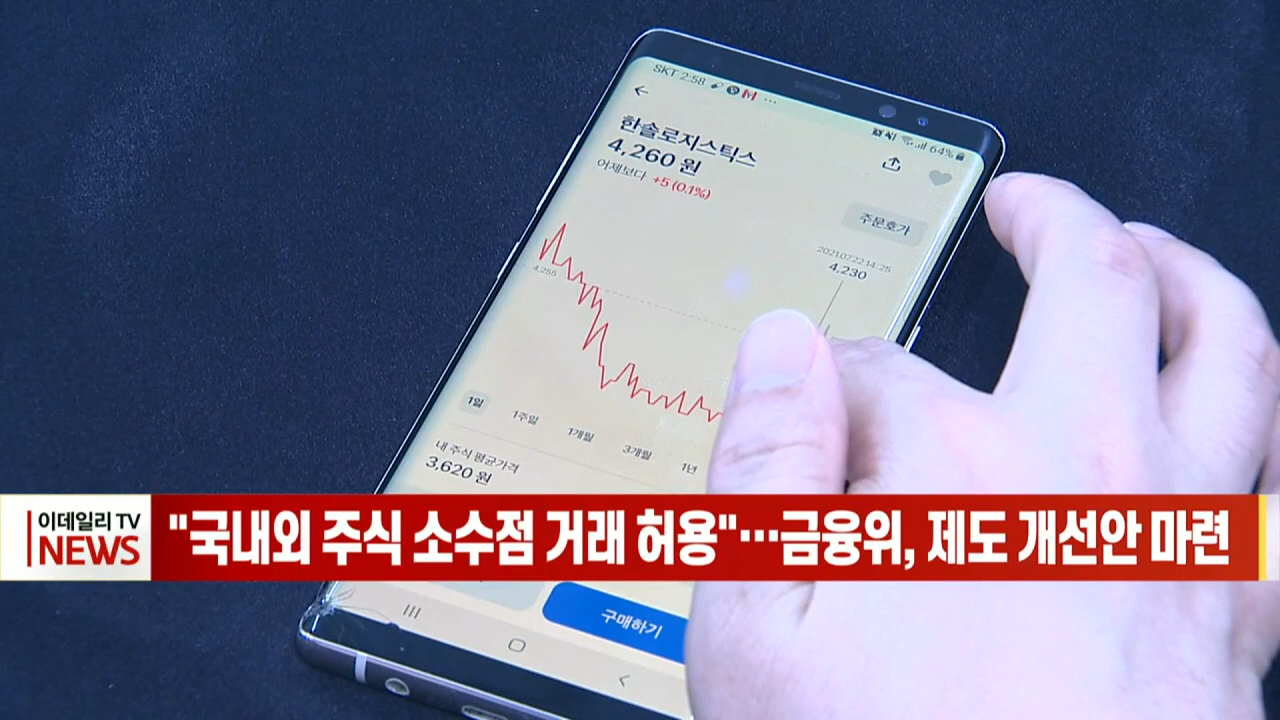 SKT 2:58
64%
한솔로지스틱스
4,260 원
어제보다 +5 (0.1%)
주문호가
2021.07.22 14:25
4,230
4,255
1일 1주일 1개월 3개월 1년
내 주식 평균가격
3,620 원
이데일리 TV
NEWS
"국내외 주식 소수점 거래 허용"…금융위, 제도 개선안 마련
구매하기